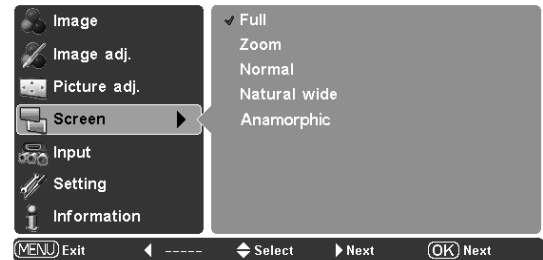 Image
Image adj.
Picture adj.
Screen
Input
Setting
Information
Full
Zoom
Normal
Natural wide
Anamorphic
MENU Exit ----- Select Next OK Next